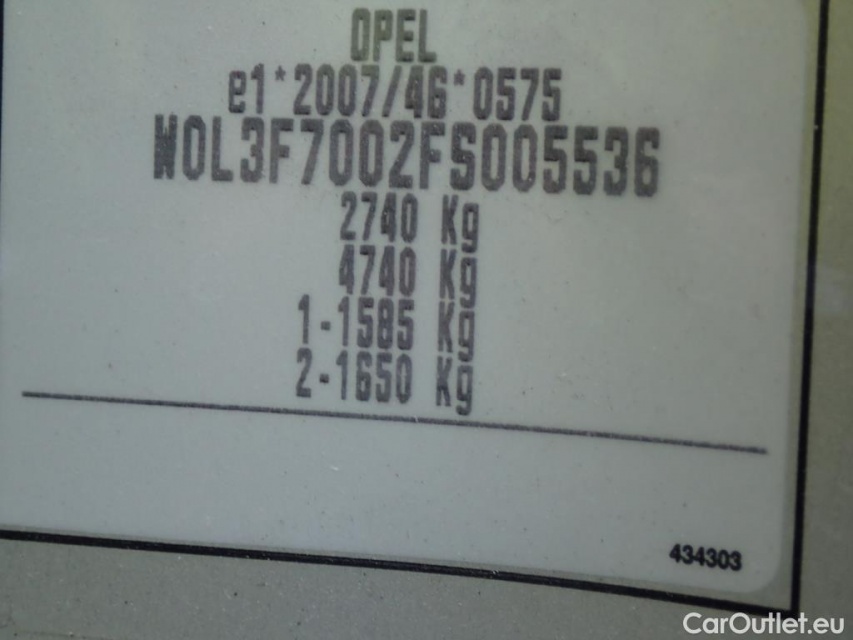 OPEL
e1*2007/46*0575
W0L3F7002FS005536
2740 Kg
4740 Kg
1-1585 Kg
2-1650 Kg
434303
CarOutlet.eu